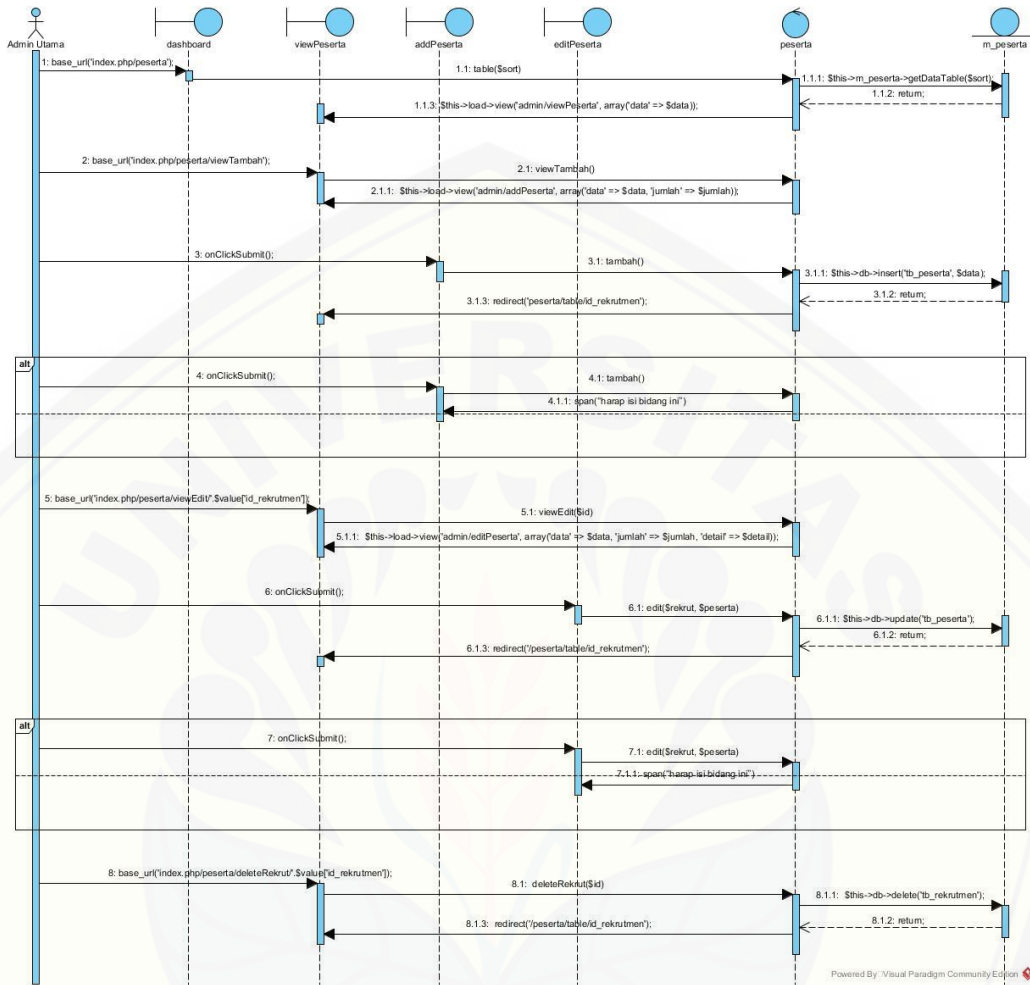 Admin Utama
dashboard
viewPeserta
addPeserta
editPeserta
peserta
m_peserta
1: base_url('index.php/peserta');
1.1: table($sort)
1.1.1: $this->m_peserta->getDataTable($sort);
1.1.2: return;
1.1.3: $this->load->view('admin/viewPeserta', array('data' => $data));
2: base_url('index.php/peserta/viewTambah');
2.1: viewTambah()
2.1.1: $this->load->view('admin/addPeserta', array('data' => $data, 'jumlah' => $jumlah));
3: onClickSubmit();
3.1: tambah()
3.1.1: $this->db->insert('tb_peserta', $data);
3.1.2: return;
3.1.3: redirect('peserta/table/id_rekrutmen');
alt
4: onClickSubmit();
4.1: tambah()
4.1.1: span("harap isi bidang ini")
5: base_url('index.php/peserta/viewEdit/'.$value['id_rekrutmen']);
5.1: viewEdit($id)
5.1.1: $this->load->view('admin/editPeserta', array('data' => $data, 'jumlah' => $jumlah, 'detail' => $detail));
6: onClickSubmit();
6.1: edit($rekrut, $peserta)
6.1.1: $this->db->update('tb_peserta');
6.1.2: return;
6.1.3: redirect('/peserta/table/id_rekrutmen');
alt
7: onClickSubmit();
7.1: edit($rekrut, $peserta)
7.1.1: span("harap isi bidang ini")
8: base_url('index.php/peserta/deleteRekrut/'.$value['id_rekrutmen']);
8.1: deleteRekrut($id)
8.1.1: $this->db->delete('tb_rekrutmen');
8.1.2: return;
8.1.3: redirect('/peserta/table/id_rekrutmen');
UNIVERSITAS
Powered By Visual Paradigm Community Edition